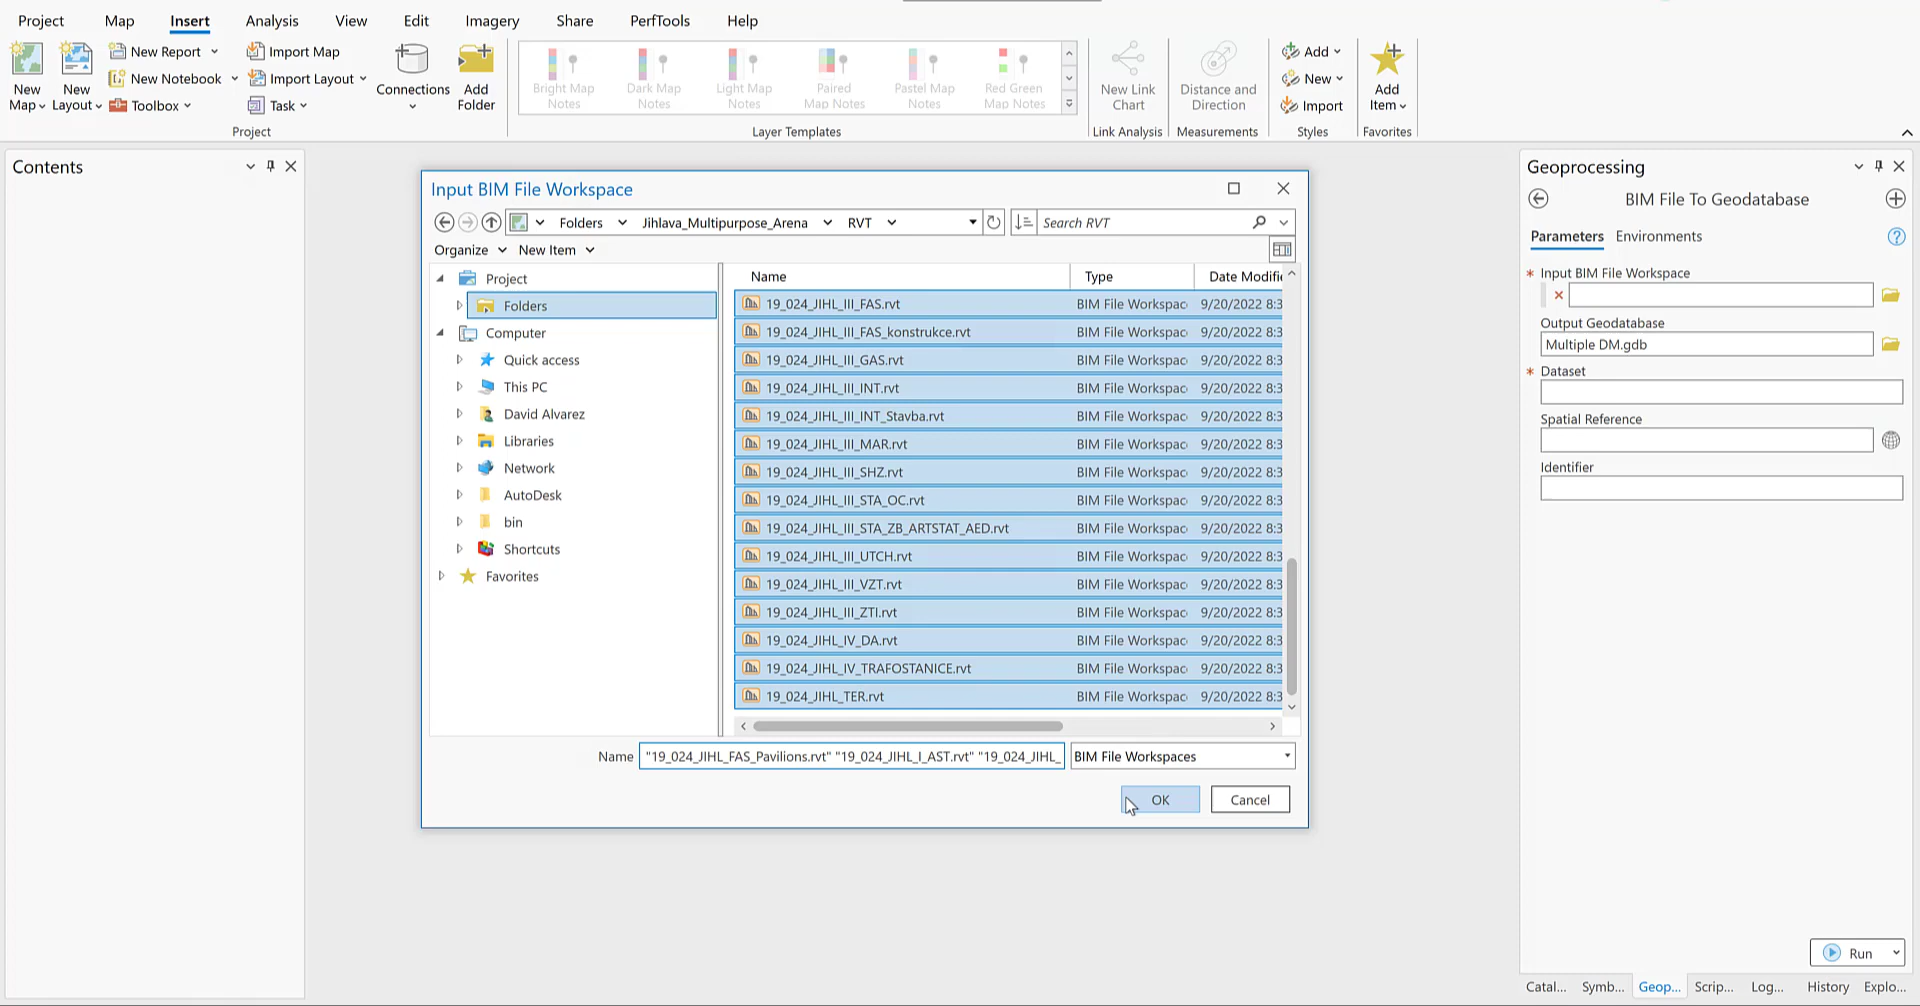 Project Map Insert Analysis View Edit Imagery Share PerfTools Help
New Map
New Layout
New Report
New Notebook
Toolbox
Import Map
Import Layout
Task
Connections
Add Folder
Project
Bright Map Notes
Dark Map Notes
Light Map Notes
Paired Map Notes
Pastel Map Notes
Red Green Map Notes
Layer Templates
New Link Chart
Link Analysis
Distance and Direction
Measurements
Add
New
Import
Styles
Add Item
Favorites
Contents
Input BIM File Workspace
Folders Jihlava_Multipurpose_Arena RVT
Search RVT
Organize New Item
Project
Folders
Computer
Quick access
This PC
David Alvarez
Libraries
Network
AutoDesk
bin
Shortcuts
Favorites
Name Type Date Modifi
19_024_JIHL_III_FAS.rvt BIM File Workspac 9/20/2022 8:3
19_024_JIHL_III_FAS_konstrukce.rvt BIM File Workspac 9/20/2022 8:3
19_024_JIHL_III_GAS.rvt BIM File Workspac 9/20/2022 8:3
19_024_JIHL_III_INT.rvt BIM File Workspac 9/20/2022 8:3
19_024_JIHL_III_INT_Stavba.rvt BIM File Workspac 9/20/2022 8:3
19_024_JIHL_III_MAR.rvt BIM File Workspac 9/20/2022 8:3
19_024_JIHL_III_SHZ.rvt BIM File Workspac 9/20/2022 8:3
19_024_JIHL_III_STA_OC.rvt BIM File Workspac 9/20/2022 8:3
19_024_JIHL_III_STA_ZB_ARTSTAT_AED.rvt BIM File Workspac 9/20/2022 8:3
19_024_JIHL_III_UTCH.rvt BIM File Workspac 9/20/2022 8:3
19_024_JIHL_III_VZT.rvt BIM File Workspac 9/20/2022 8:3
19_024_JIHL_III_ZTI.rvt BIM File Workspac 9/20/2022 8:3
19_024_JIHL_IV_DA.rvt BIM File Workspac 9/20/2022 8:3
19_024_JIHL_IV_TRAFOSTANICE.rvt BIM File Workspac 9/20/2022 8:3
19_024_JIHL_TER.rvt BIM File Workspac 9/20/2022 8:3
Name "19_024_JIHL_FAS_Pavilions.rvt" "19_024_JIHL_I_AST.rvt" "19_024_JIHL_ BIM File Workspaces
OK Cancel
Geoprocessing
BIM File To Geodatabase
Parameters Environments
* Input BIM File Workspace
Output Geodatabase
Multiple DM.gdb
* Dataset
Spatial Reference
Identifier
Run
Catal... Symb... Geop... Scrip... Log... History Explo...